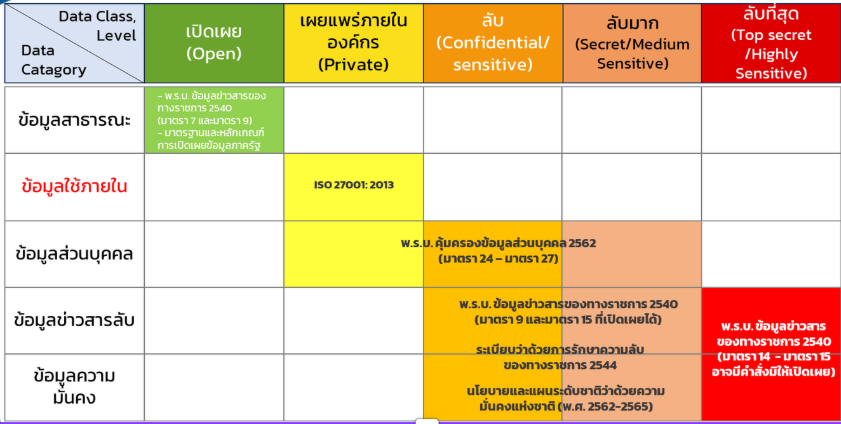 Data Class,
Level
Data
Catagory
เปิดเผย
(Open)
เผยแพร่ภายใน
องค์กร
(Private)
ลับ
(Confidential/
sensitive)
ลับมาก
(Secret/Medium
Sensitive)
ลับที่สุด
(Top secret
/Highly
Sensitive)
ข้อมูลสาธารณะ
- พ.ร.บ. ข้อมูลข่าวสารของ
ทางราชการ 2540
(มาตรา 7 และมาตรา 9)
- มาตรฐานและหลักเกณฑ์
การเปิดเผยข้อมูลภาครัฐ
ข้อมูลใช้ภายใน
ISO 27001: 2013
ข้อมูลส่วนบุคคล
พ.ร.บ. คุ้มครองข้อมูลส่วนบุคคล 2562
(มาตรา 24 – มาตรา 27)
ข้อมูลข่าวสารลับ
พ.ร.บ. ข้อมูลข่าวสารของทางราชการ 2540
(มาตรา 9 และมาตรา 15 ที่เปิดเผยได้)
ระเบียบว่าด้วยการรักษาความลับ
ของทางราชการ 2544
นโยบายและแผนระดับชาติว่าด้วยความ
มั่นคงแห่งชาติ (พ.ศ. 2562-2565)
พ.ร.บ. ข้อมูลข่าวสาร
ของทางราชการ 2540
(มาตรา 14 - มาตรา 15
อาจมีคำสั่งมิให้เปิดเผย)
ข้อมูลความ
มั่นคง